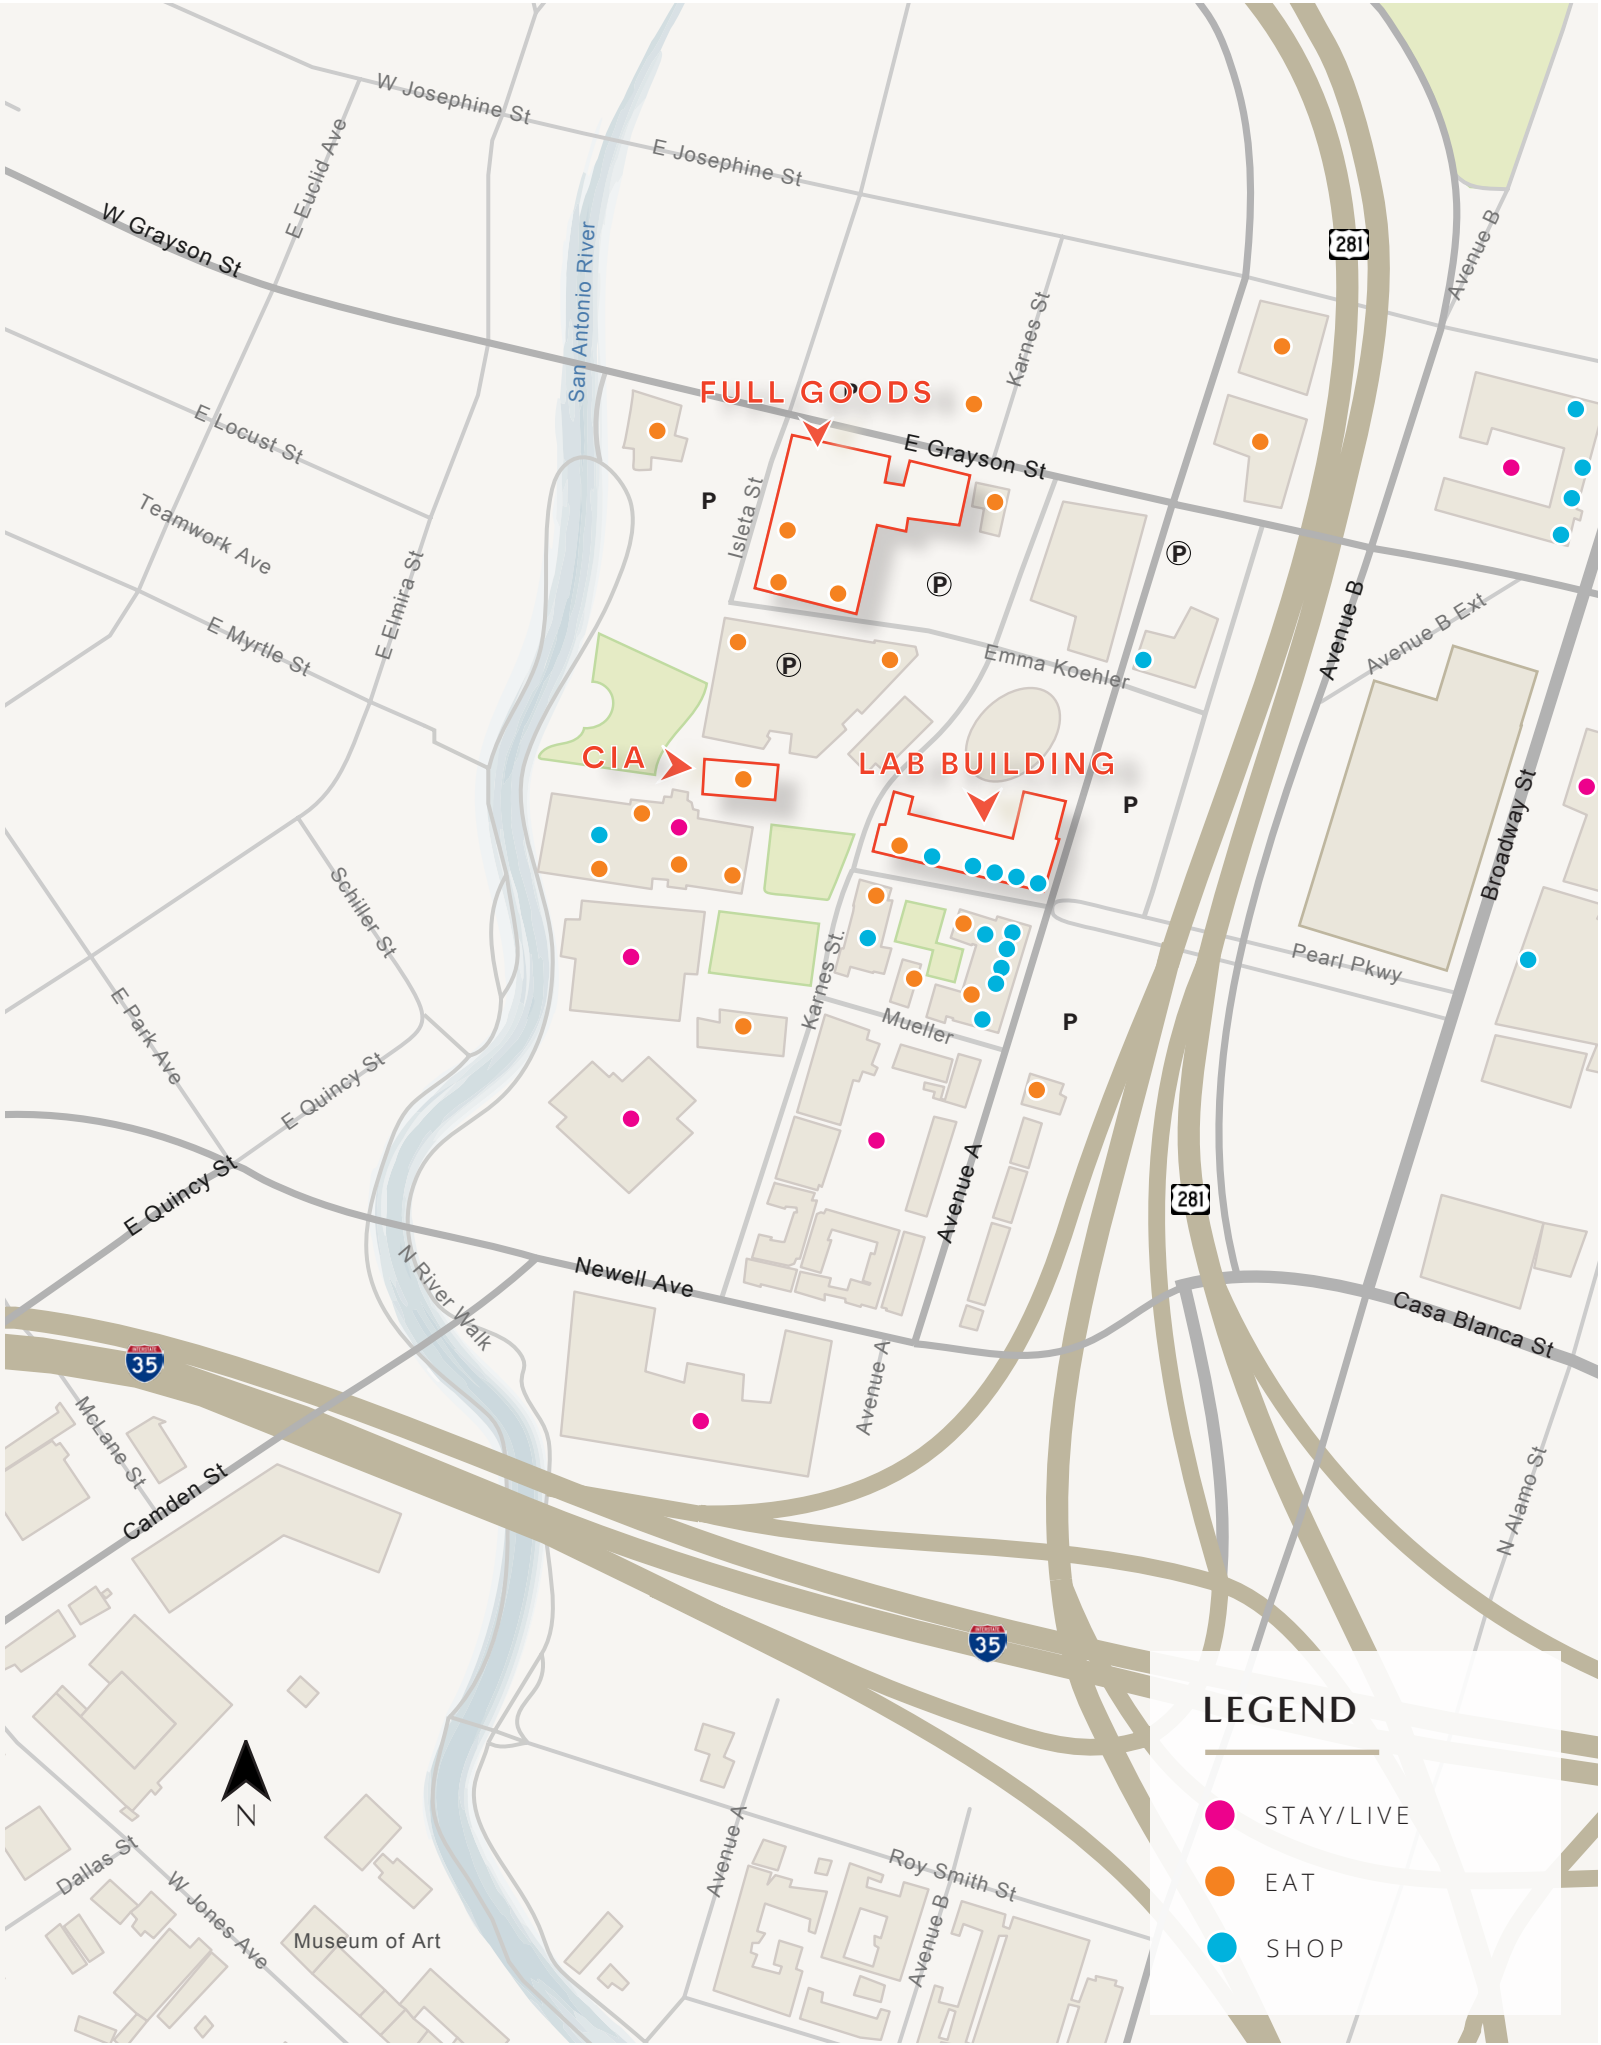 W Josephine St
E Josephine St
E Euclid Ave
W Grayson St
San Antonio River
281
Avenue B
Karnes St
FULL GOODS
P
E Grayson St
E Locust St
Teamwork Ave
E Elmira St
E Myrtle St
P
Isleta St
P
P
Avenue B
Avenue B Ext
Emma Koehler
P
CIA
LAB BUILDING
P
Broadway St
Schiller St
Karnes St.
Pearl Pkwy
E Park Ave
Mueller
P
E Quincy St
E Quincy St
Avenue A
281
N River Walk
Newell Ave
Casa Blanca St
35
Avenue A
McLane St
Camden St
N Alamo St
35
LEGEND
STAY/LIVE
EAT
SHOP
N
Dallas St
W Jones Ave
Museum of Art
Avenue A
Roy Smith St
Avenue B